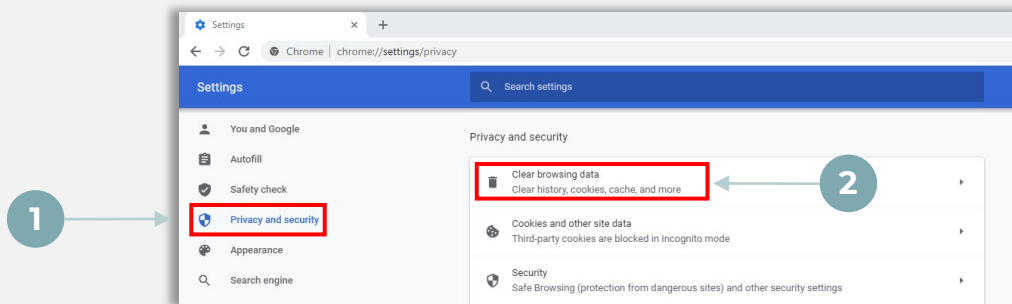 Settings
Chrome | chrome://settings/privacy
Settings
Search settings
You and Google
Autofill
Safety check
Privacy and security
Appearance
Search engine
Privacy and security
Clear browsing data
Clear history, cookies, cache, and more
Cookies and other site data
Third-party cookies are blocked in Incognito mode
Security
Safe Browsing (protection from dangerous sites) and other security settings
1
2